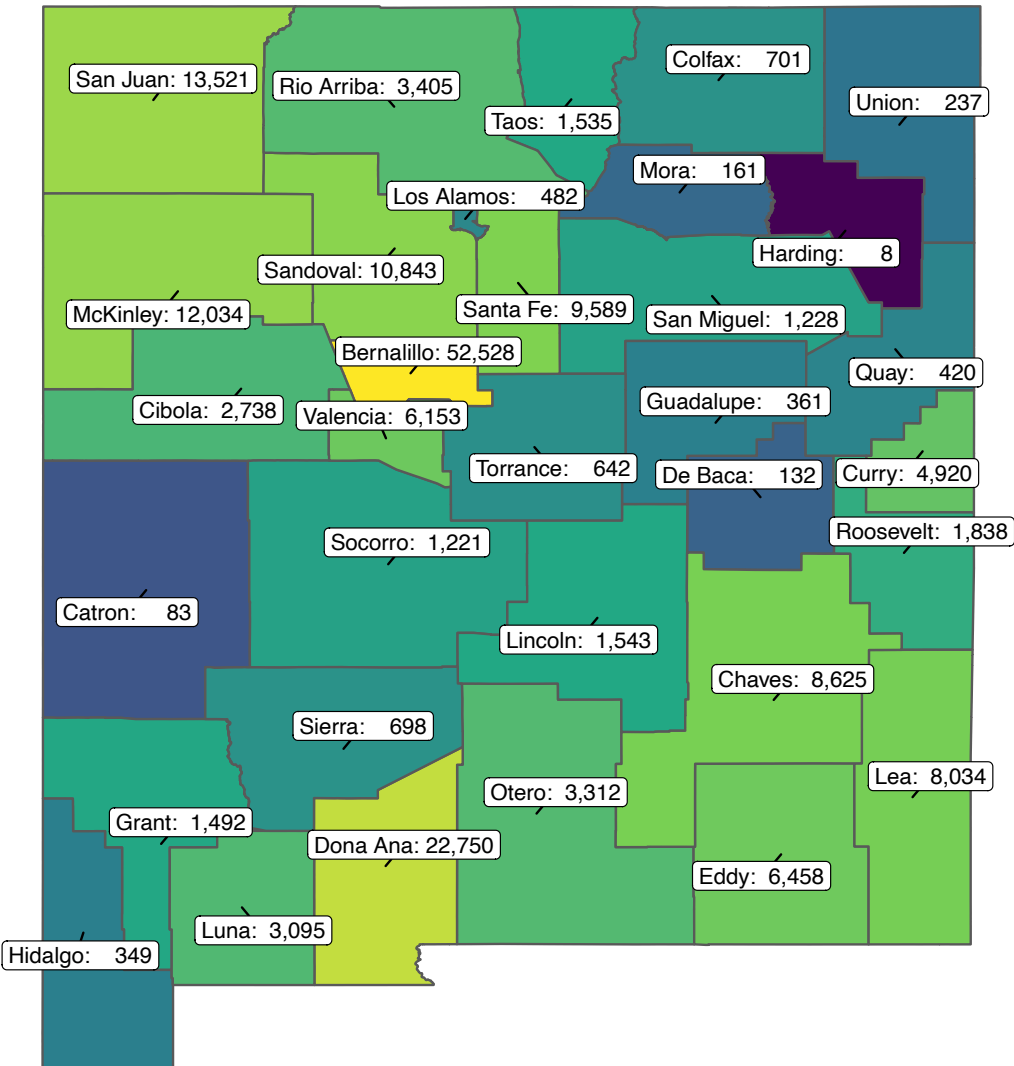 Colfax: 701
San Juan: 13,521
Rio Arriba: 3,405
Union: 237
Taos: 1,535
Mora: 161
Los Alamos: 482
Harding: 8
Sandoval: 10,843
Santa Fe: 9,589
McKinley: 12,034
San Miguel: 1,228
Bernalillo: 52,528
Quay: 420
Guadalupe: 361
Cibola: 2,738
Valencia: 6,153
Torrance: 642
De Baca: 132
Curry: 4,920
Roosevelt: 1,838
Socorro: 1,221
Catron: 83
Lincoln: 1,543
Chaves: 8,625
Sierra: 698
Lea: 8,034
Otero: 3,312
Grant: 1,492
Dona Ana: 22,750
Eddy: 6,458
Luna: 3,095
Hidalgo: 349